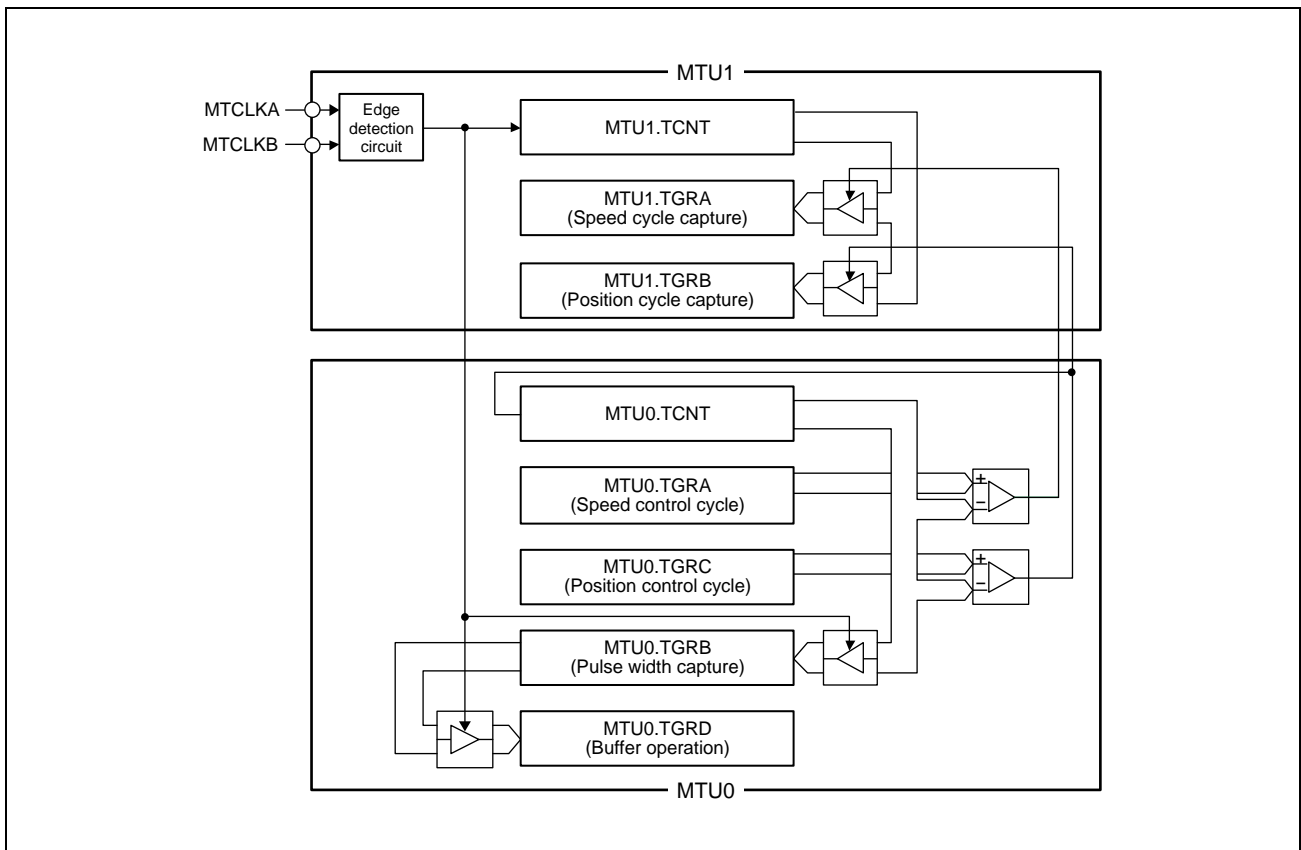 MTU1
MTCLKA
MTCLKB
Edge
detection
circuit
MTU1.TCNT
MTU1.TGRA
(Speed cycle capture)
MTU1.TGRB
(Position cycle capture)
MTU0.TCNT
MTU0.TGRA
(Speed control cycle)
+
−
MTU0.TGRC
(Position control cycle)
+
−
MTU0.TGRB
(Pulse width capture)
MTU0.TGRD
(Buffer operation)
MTU0